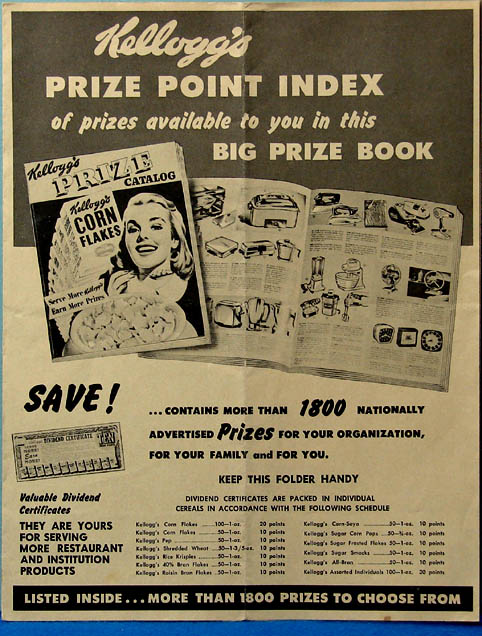 Kellogg's
PRIZE POINT INDEX
of prizes available to you in this
BIG PRIZE BOOK
Kellogg's
PRIZE
CATALOG
Kellogg's
CORN
FLAKES
Serve More Kellogg's
Earn More Prizes
SAVE!
...CONTAINS MORE THAN 1800 NATIONALLY
ADVERTISED Prizes FOR YOUR ORGANIZATION,
FOR YOUR FAMILY and FOR YOU.
DIVIDEND CERTIFICATE
TEN
KEEP THIS FOLDER HANDY
DIVIDEND CERTIFICATES ARE PACKED IN INDIVIDUAL
CEREALS IN ACCORDANCE WITH THE FOLLOWING SCHEDULE
Valuable Dividend
Certificates
THEY ARE YOURS
FOR SERVING
MORE RESTAURANT
AND INSTITUTION
PRODUCTS
Kellogg's Corn Flakes ......100—1-oz. 20 points
Kellogg's Corn Flakes ......50—1-oz. 10 points
Kellogg's Pep ......50—1-oz. 10 points
Kellogg's Shredded Wheat ..50—1-3/5-oz. 10 points
Kellogg's Rice Krispies ......50—1-oz. 10 points
Kellogg's 40% Bran Flakes ...50—1-oz. 10 points
Kellogg's Raisin Bran Flakes .50—1-oz. 10 points
Kellogg's Corn-Soya ......50—1-oz. 10 points
Kellogg's Sugar Corn Pops ..50—¾-oz. 10 points
Kellogg's Sugar Frosted Flakes 50—1-oz. 10 points
Kellogg's Sugar Smacks ....50—1-oz. 10 points
Kellogg's All-Bran ......50—1-oz. 10 points
Kellogg's Assorted Individuals 100—1-oz. 20 points
LISTED INSIDE...MORE THAN 1800 PRIZES TO CHOOSE FROM